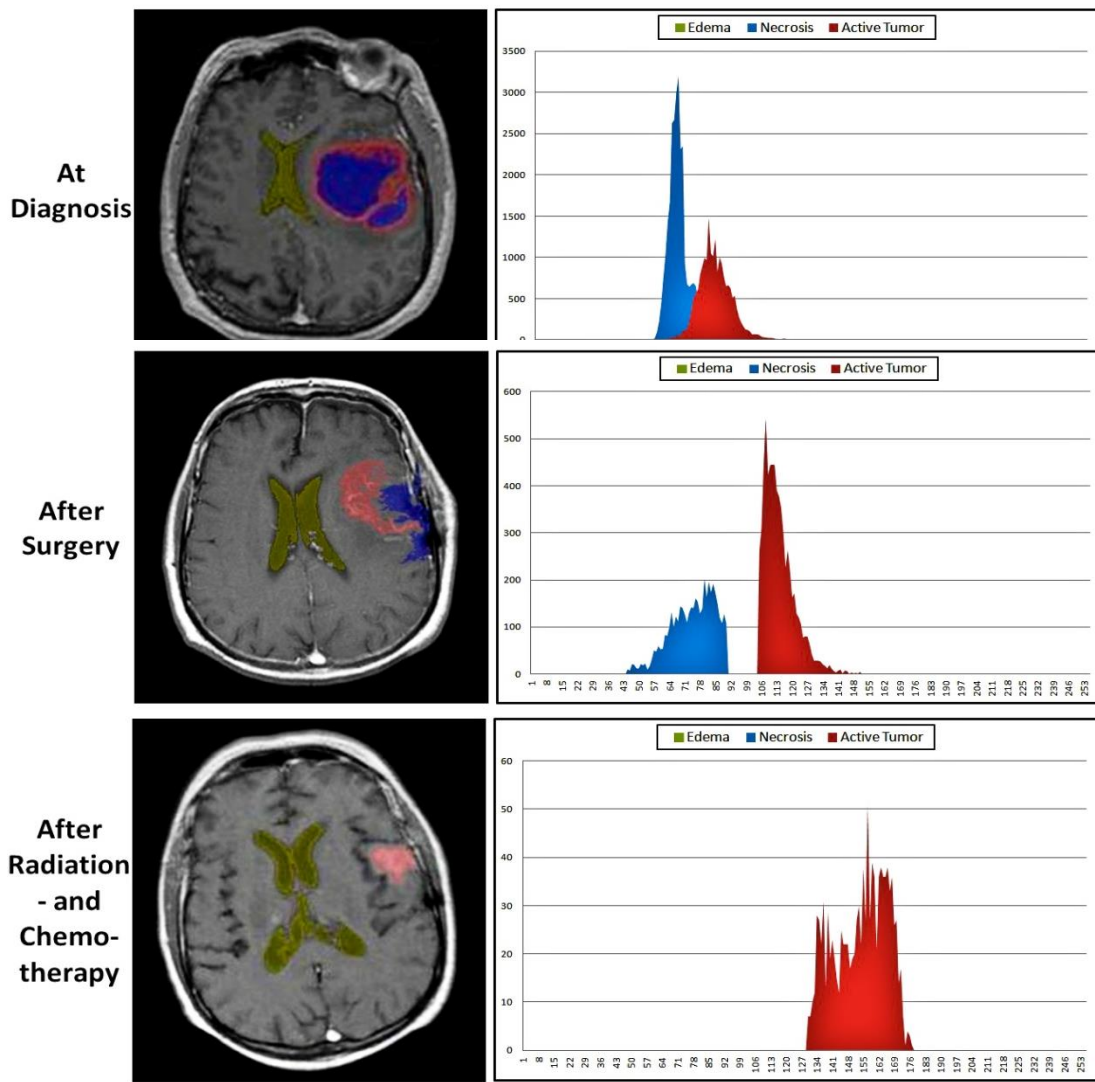 At
Diagnosis
Edema Necrosis Active Tumor
3500
3000
2500
2000
1500
1000
500
0
After
Surgery
Edema Necrosis Active Tumor
600
500
400
300
200
100
0
1 8 15 22 29 36 43 50 57 64 71 78 85 92 99 106 113 120 127 134 141 148 155 162 169 176 183 190 197 204 211 218 225 232 239 246 253
After
Radiation
- and
Chemo-
therapy
Edema Necrosis Active Tumor
60
50
40
30
20
10
0
1 8 15 22 29 36 43 50 57 64 71 78 85 92 99 106 113 120 127 134 141 148 155 162 169 176 183 190 197 204 211 218 225 232 239 246 253